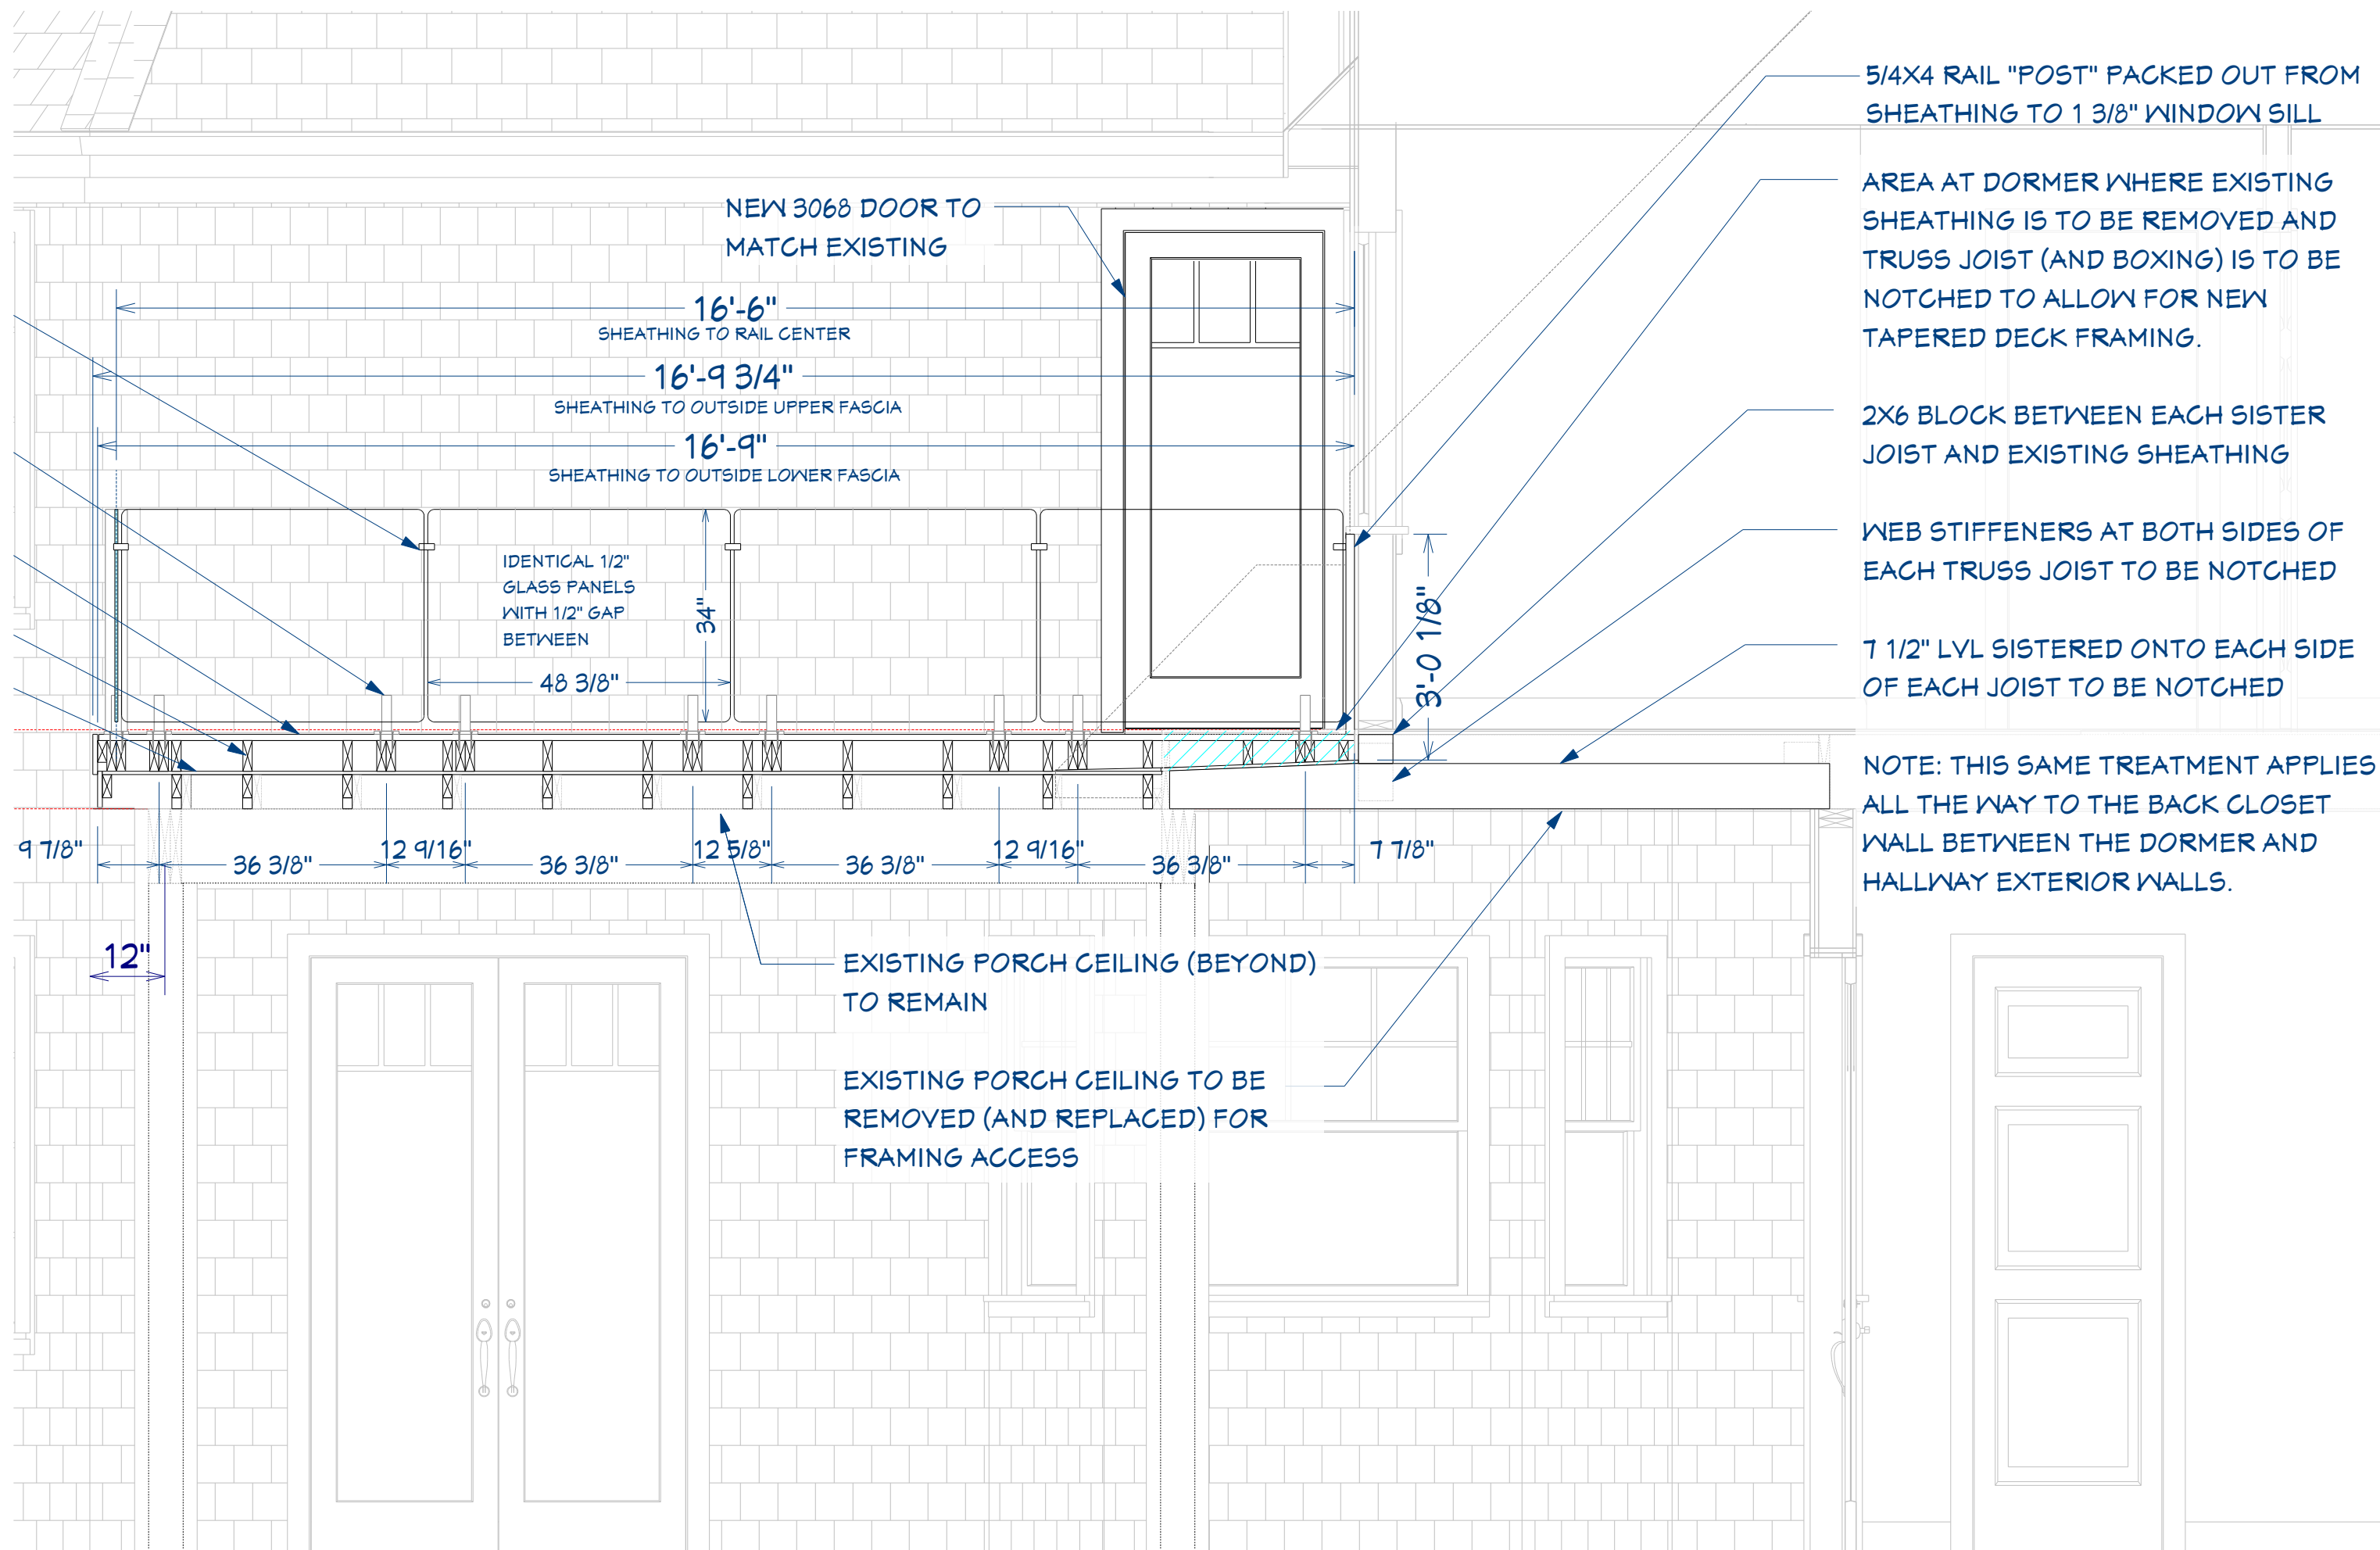 5/4X4 RAIL "POST" PACKED OUT FROM
SHEATHING TO 1 3/8" WINDOW SILL
AREA AT DORMER WHERE EXISTING
SHEATHING IS TO BE REMOVED AND
TRUSS JOIST (AND BOXING) IS TO BE
NOTCHED TO ALLOW FOR NEW
TAPERED DECK FRAMING.
2X6 BLOCK BETWEEN EACH SISTER
JOIST AND EXISTING SHEATHING
WEB STIFFENERS AT BOTH SIDES OF
EACH TRUSS JOIST TO BE NOTCHED
7 1/2" LVL SISTERED ONTO EACH SIDE
OF EACH JOIST TO BE NOTCHED
NOTE: THIS SAME TREATMENT APPLIES
ALL THE WAY TO THE BACK CLOSET
WALL BETWEEN THE DORMER AND
HALLWAY EXTERIOR WALLS.
NEW 3068 DOOR TO
MATCH EXISTING
16'-6"
SHEATHING TO RAIL CENTER
16'-9 3/4"
SHEATHING TO OUTSIDE UPPER FASCIA
16'-9"
SHEATHING TO OUTSIDE LOWER FASCIA
IDENTICAL 1/2"
GLASS PANELS
WITH 1/2" GAP
BETWEEN
34"
48 3/8"
3'-0 1/8"
9 7/8"
36 3/8"
12 9/16"
36 3/8"
12 5/8"
36 3/8"
12 9/16"
36 3/8"
7 7/8"
12"
EXISTING PORCH CEILING (BEYOND)
TO REMAIN
EXISTING PORCH CEILING TO BE
REMOVED (AND REPLACED) FOR
FRAMING ACCESS